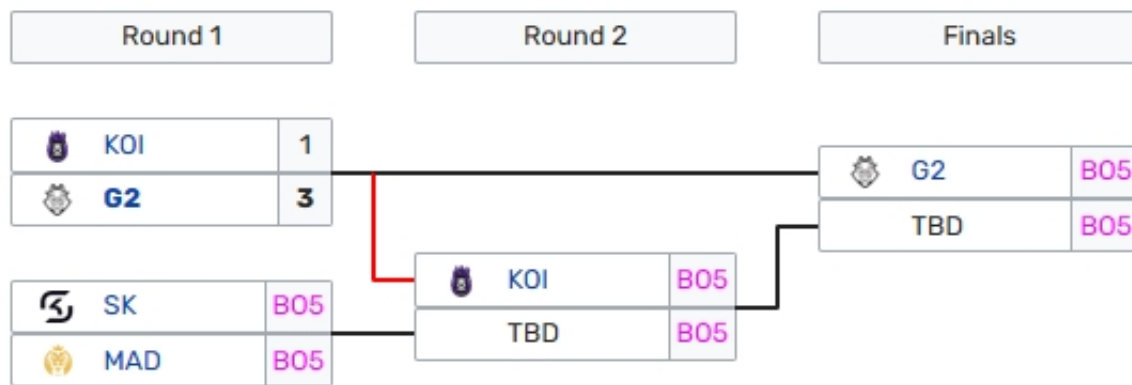 Round 1 Round 2 Finals
KOI 1
G2 3
G2 BO5
TBD BO5
KOI BO5
TBD BO5
SK BO5
MAD BO5